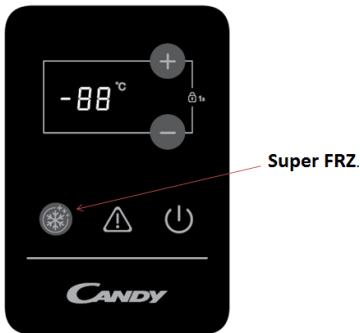 +
-88 °C
1s
−
Super FRZ.
CANDY